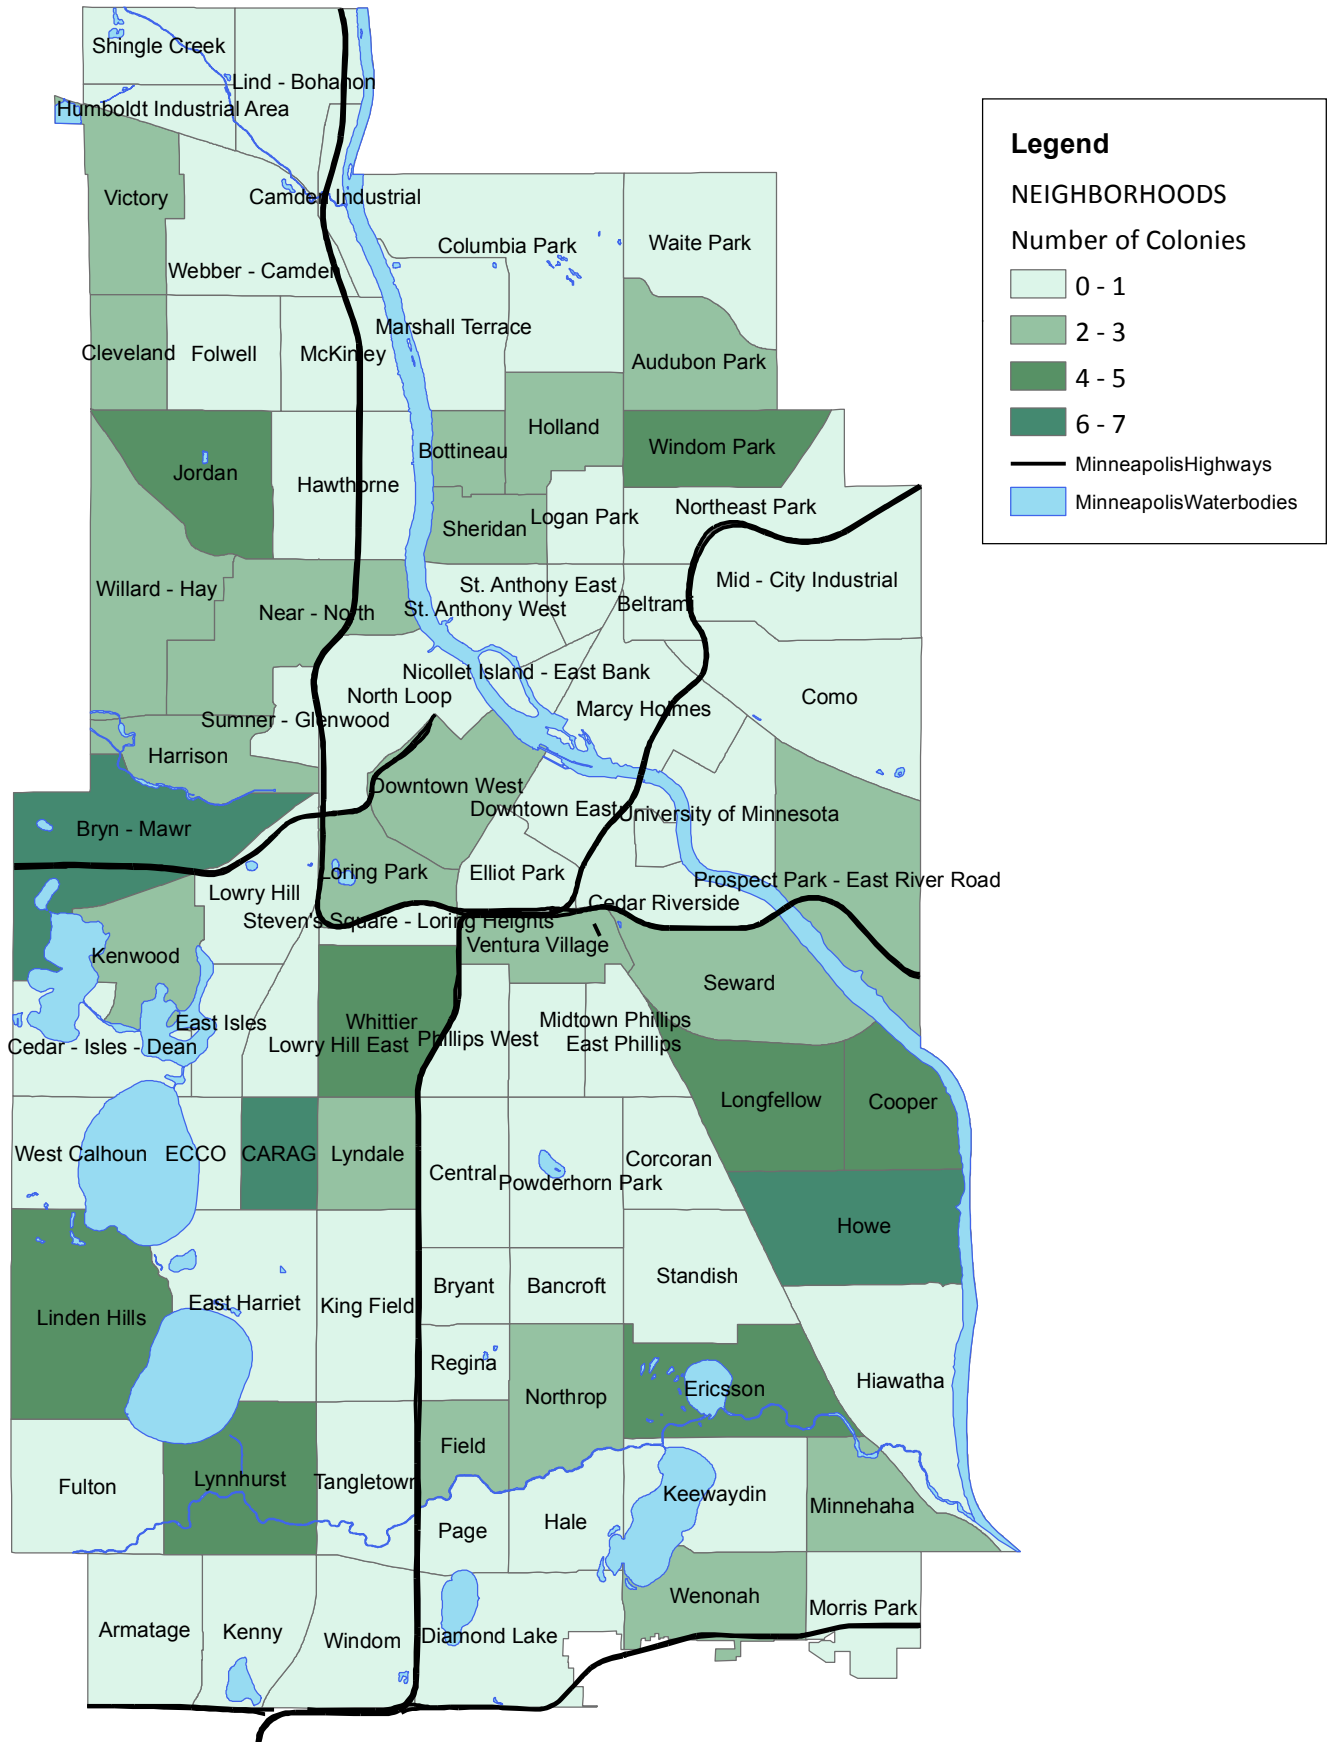 Shingle Creek
Lind - Bohanon
Humboldt Industrial Area
Victory
Camden Industrial
Columbia Park
Waite Park
Webber - Camden
Marshall Terrace
Cleveland
Folwell
McKinley
Audubon Park
Holland
Windom Park
Bottineau
Jordan
Hawthorne
Northeast Park
Logan Park
Sheridan
Mid - City Industrial
St. Anthony East
Willard - Hay
Near - North
St. Anthony West
Beltrami
Nicollet Island - East Bank
North Loop
Como
Marcy Holmes
Sumner - Glenwood
Harrison
Downtown West
Downtown East
University of Minnesota
Bryn - Mawr
Loring Park
Elliot Park
Prospect Park - East River Road
Lowry Hill
Cedar Riverside
Steven's Square - Loring Heights
Ventura Village
Kenwood
Seward
East Isles
Whittier
Midtown Phillips
Phillips West
East Phillips
Cedar - Isles - Dean
Lowry Hill East
Longfellow
Cooper
West Calhoun
ECCO
CARAG
Lyndale
Corcoran
Central
Powderhorn Park
Howe
Standish
Bryant
Bancroft
East Harriet
King Field
Linden Hills
Regina
Hiawatha
Ericsson
Northrop
Field
Lynnhurst
Tangletown
Fulton
Keewaydin
Minnehaha
Page
Hale
Wenonah
Morris Park
Armatage
Kenny
Windom
Diamond Lake
Legend
NEIGHBORHOODS
Number of Colonies
0 - 1
2 - 3
4 - 5
6 - 7
MinneapolisHighways
MinneapolisWaterbodies